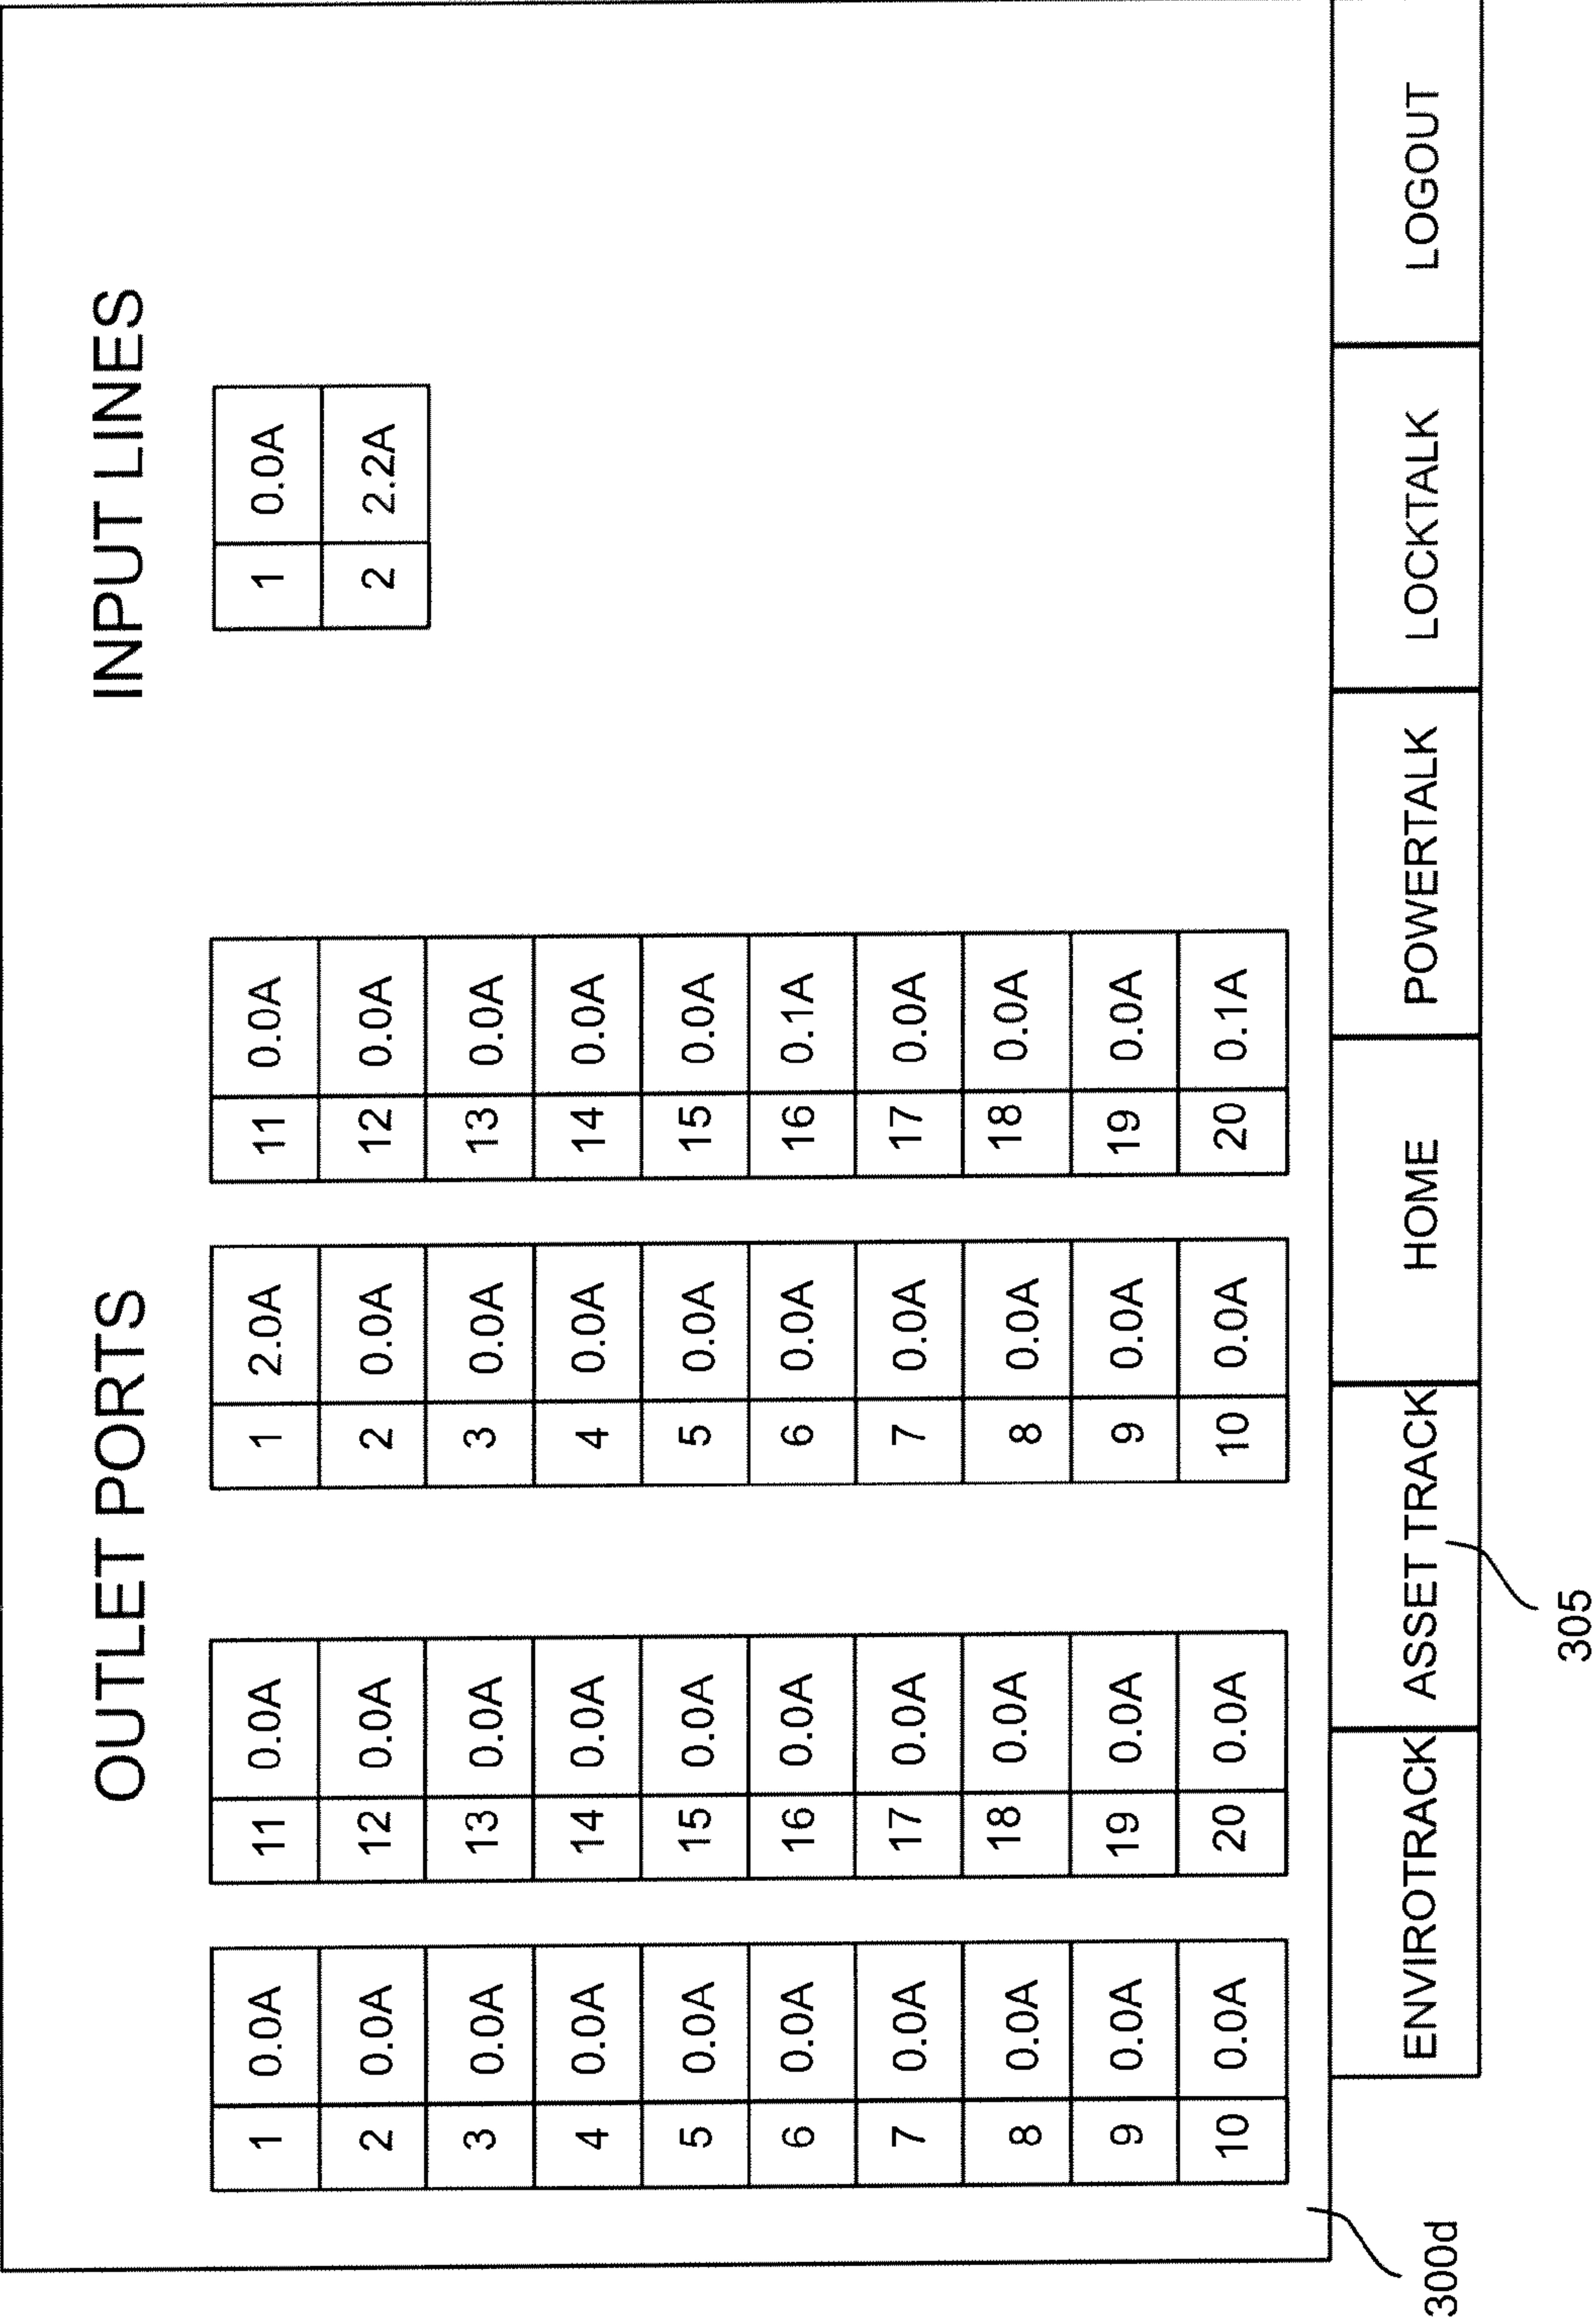 OUTLET PORTS INPUT LINES
1 0.0A 11 0.0A 1 2.0A 11 0.0A 1 0.0A
2 0.0A 12 0.0A 2 0.0A 12 0.0A 2 2.2A
3 0.0A 13 0.0A 3 0.0A 13 0.0A
4 0.0A 14 0.0A 4 0.0A 14 0.0A
5 0.0A 15 0.0A 5 0.0A 15 0.0A
6 0.0A 16 0.0A 6 0.0A 16 0.1A
7 0.0A 17 0.0A 7 0.0A 17 0.0A
8 0.0A 18 0.0A 8 0.0A 18 0.0A
9 0.0A 19 0.0A 9 0.0A 19 0.0A
10 0.0A 20 0.0A 10 0.0A 20 0.1A
ENVIROTRACK ASSET TRACK HOME POWERTALK LOCKTALK LOGOUT
300d 305